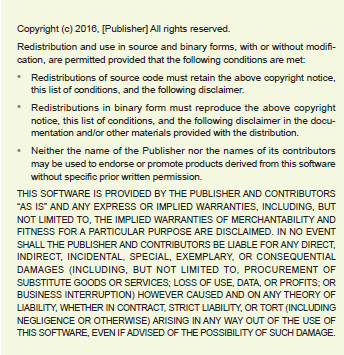 Copyright (c) 2016, [Publisher] All rights reserved.
Redistribution and use in source and binary forms, with or without modifi-
cation, are permitted provided that the following conditions are met:
• Redistributions of source code must retain the above copyright notice,
this list of conditions, and the following disclaimer.
• Redistributions in binary form must reproduce the above copyright
notice, this list of conditions, and the following disclaimer in the docu-
mentation and/or other materials provided with the distribution.
• Neither the name of the Publisher nor the names of its contributors
may be used to endorse or promote products derived from this software
without specific prior written permission.
THIS SOFTWARE IS PROVIDED BY THE PUBLISHER AND CONTRIBUTORS
“AS IS” AND ANY EXPRESS OR IMPLIED WARRANTIES, INCLUDING, BUT
NOT LIMITED TO, THE IMPLIED WARRANTIES OF MERCHANTABILITY AND
FITNESS FOR A PARTICULAR PURPOSE ARE DISCLAIMED. IN NO EVENT
SHALL THE PUBLISHER AND CONTRIBUTORS BE LIABLE FOR ANY DIRECT,
INDIRECT, INCIDENTAL, SPECIAL, EXEMPLARY, OR CONSEQUENTIAL
DAMAGES (INCLUDING, BUT NOT LIMITED TO, PROCUREMENT OF
SUBSTITUTE GOODS OR SERVICES; LOSS OF USE, DATA, OR PROFITS; OR
BUSINESS INTERRUPTION) HOWEVER CAUSED AND ON ANY THEORY OF
LIABILITY, WHETHER IN CONTRACT, STRICT LIABILITY, OR TORT (INCLUDING
NEGLIGENCE OR OTHERWISE) ARISING IN ANY WAY OUT OF THE USE OF
THIS SOFTWARE, EVEN IF ADVISED OF THE POSSIBILITY OF SUCH DAMAGE.